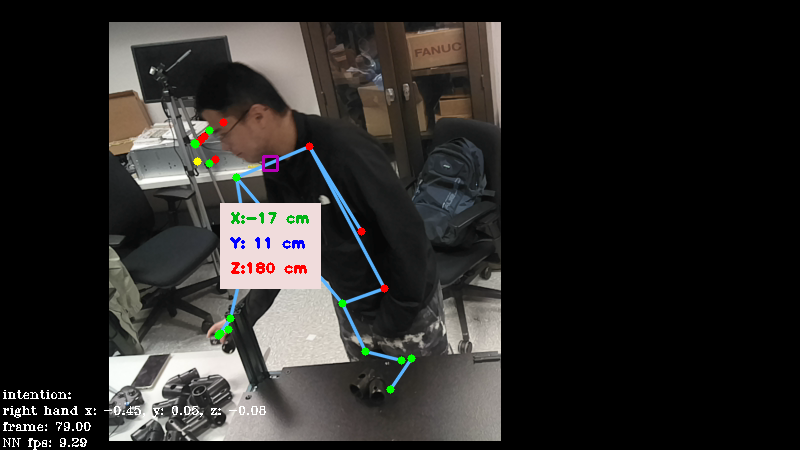 FANUC
X:-17 cm
Y: 11 cm
Z:180 cm
intention:
right hand x: -0.45, y: 0.05, z: -0.08
frame: 79.00
NN fps: 9.29